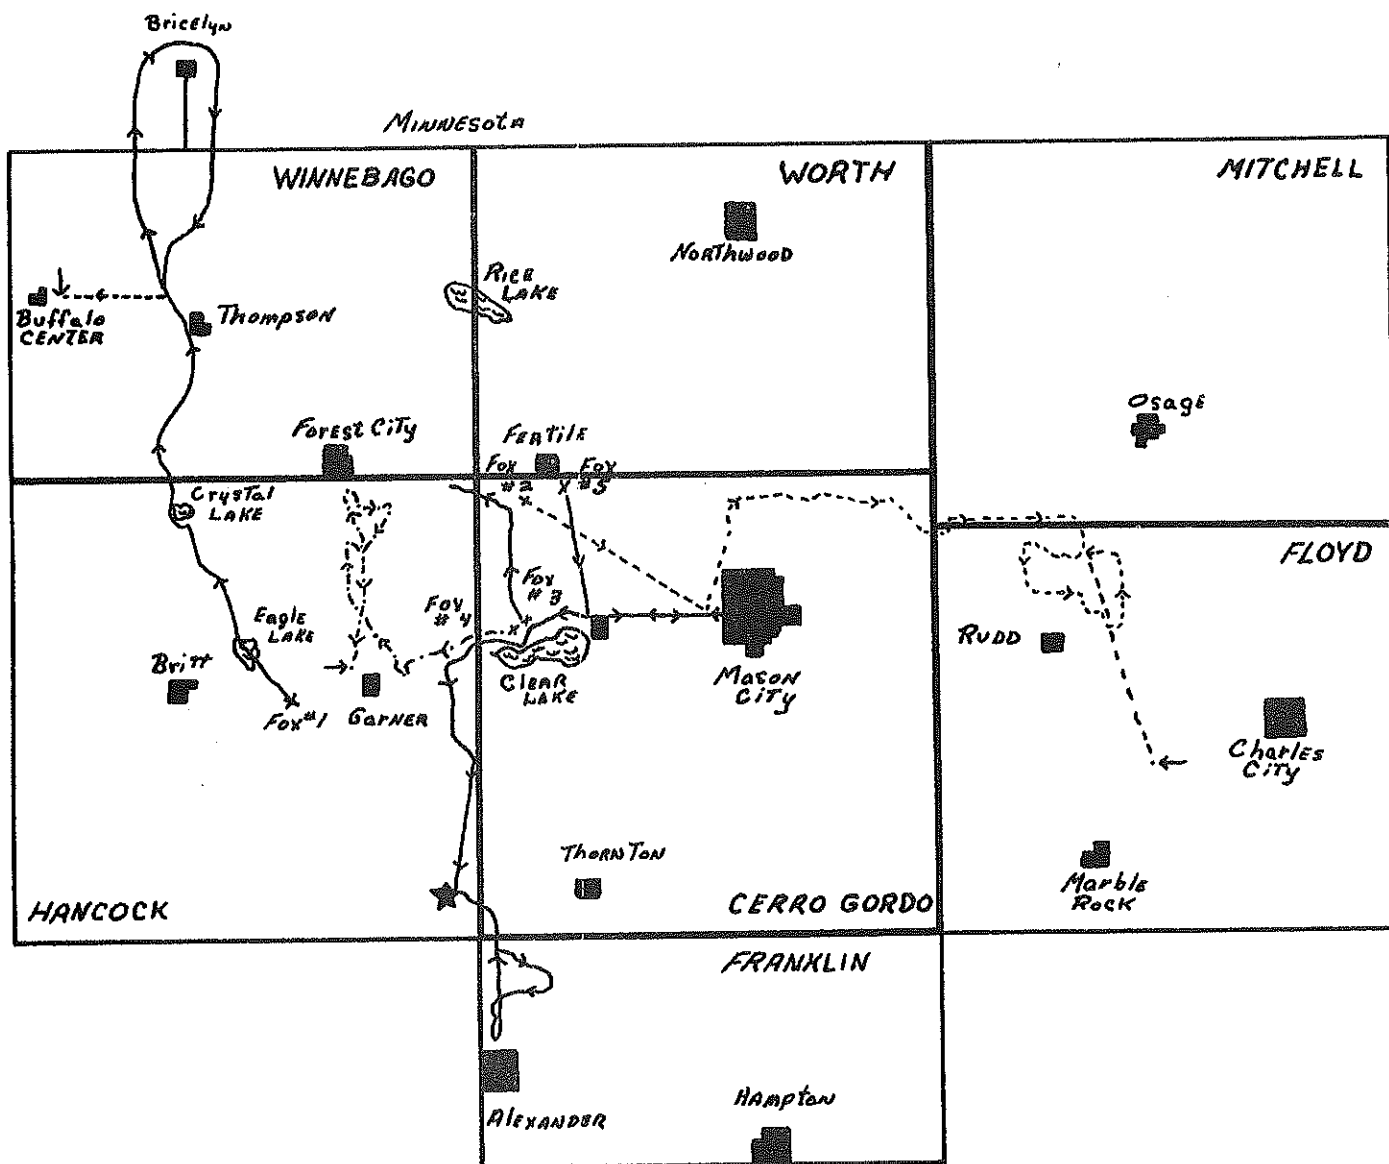 Bricelyn
MINNESOTA
WINNEBAGO
WORTH
MITCHELL
NORTHWOOD
RICE
LAKE
Buffalo
CENTER
Thompson
Osage
FOREST CITY
FERTILE
Fox
#2
Fox
#5
Crystal
LAKE
FLOYD
Fox
#3
Fox
#4
Eagle
LAKE
RUDD
Britt
Fox #1
GARNER
CLEAR
LAKE
MASON
CITY
Charles
CITY
THORNTON
Marble
ROCK
HANCOCK
CERRO GORDO
FRANKLIN
ALEXANDER
HAMPTON